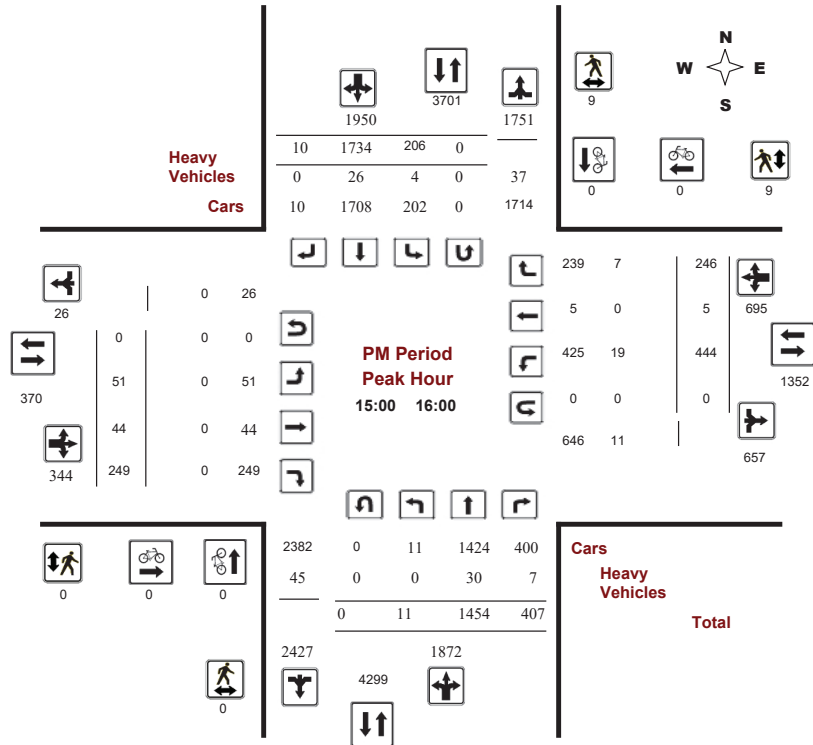 N
W E
S
3701
9
1950
1751
10 1734 206 0
Heavy
Vehicles
0 26 4 0 37
Cars
10 1708 202 0 1714
0 0 9
239 7 246
26
0 26
5 0 5
695
0 0 0
PM Period
Peak Hour
15:00 16:00
425 19 444
1352
370
51 0 51
0 0 0
44 0 44
646 11
657
344
249 0 249
2382 0 11 1424 400
Cars
45 0 0 30 7
Heavy
Vehicles
0 0 0
0 11 1454 407
Total
2427
1872
4299
0